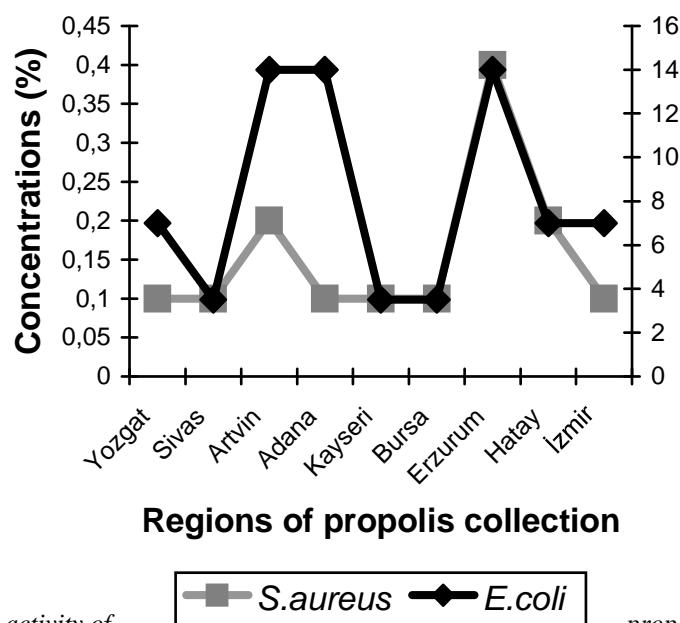 0,45
0,4
0,35
0,3
0,25
0,2
0,15
0,1
0,05
0
Concentrations (%)
16
14
12
10
8
6
4
2
0
Yozgat
Sivas
Artvin
Adana
Kayseri
Bursa
Erzurum
Hatay
İzmir
Regions of propolis collection
S.aureus E.coli
activity of